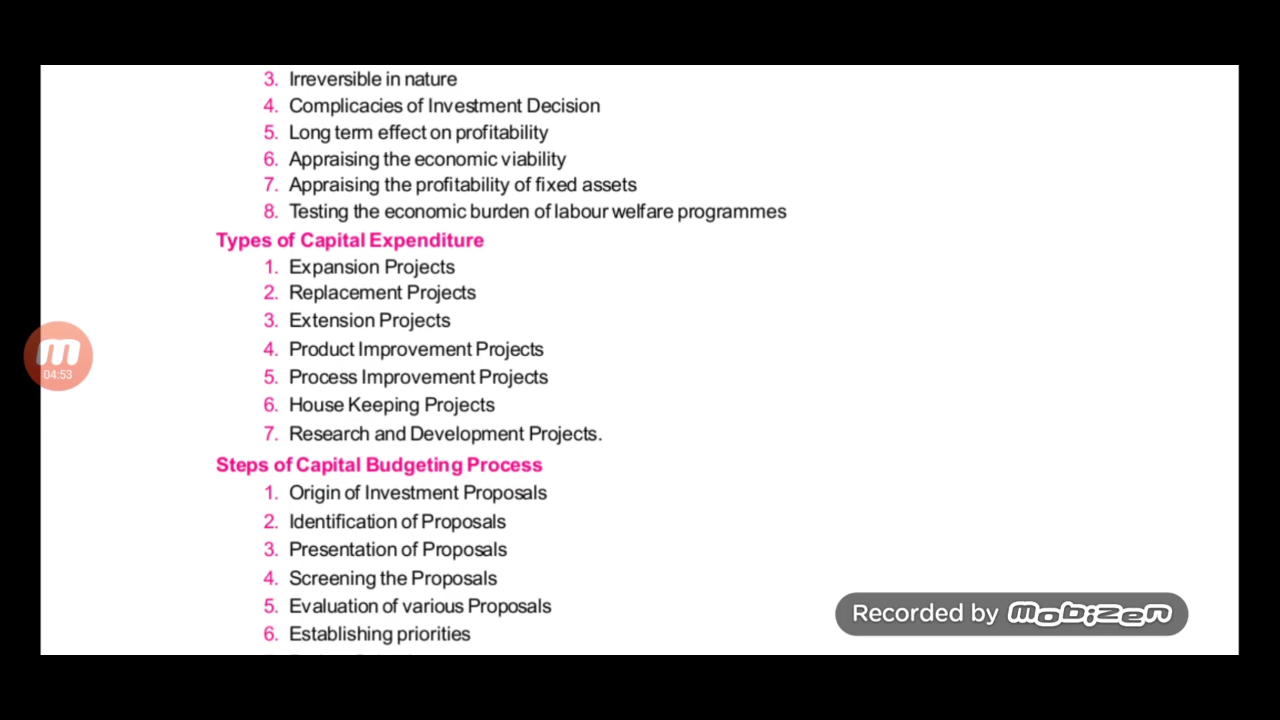 3. Irreversible in nature
4. Complicacies of Investment Decision
5. Long term effect on profitability
6. Appraising the economic viability
7. Appraising the profitability of fixed assets
8. Testing the economic burden of labour welfare programmes
Types of Capital Expenditure
1. Expansion Projects
2. Replacement Projects
3. Extension Projects
4. Product Improvement Projects
5. Process Improvement Projects
6. House Keeping Projects
7. Research and Development Projects.
Steps of Capital Budgeting Process
1. Origin of Investment Proposals
2. Identification of Proposals
3. Presentation of Proposals
4. Screening the Proposals
5. Evaluation of various Proposals
6. Establishing priorities
m
04:53
Recorded by mobizen